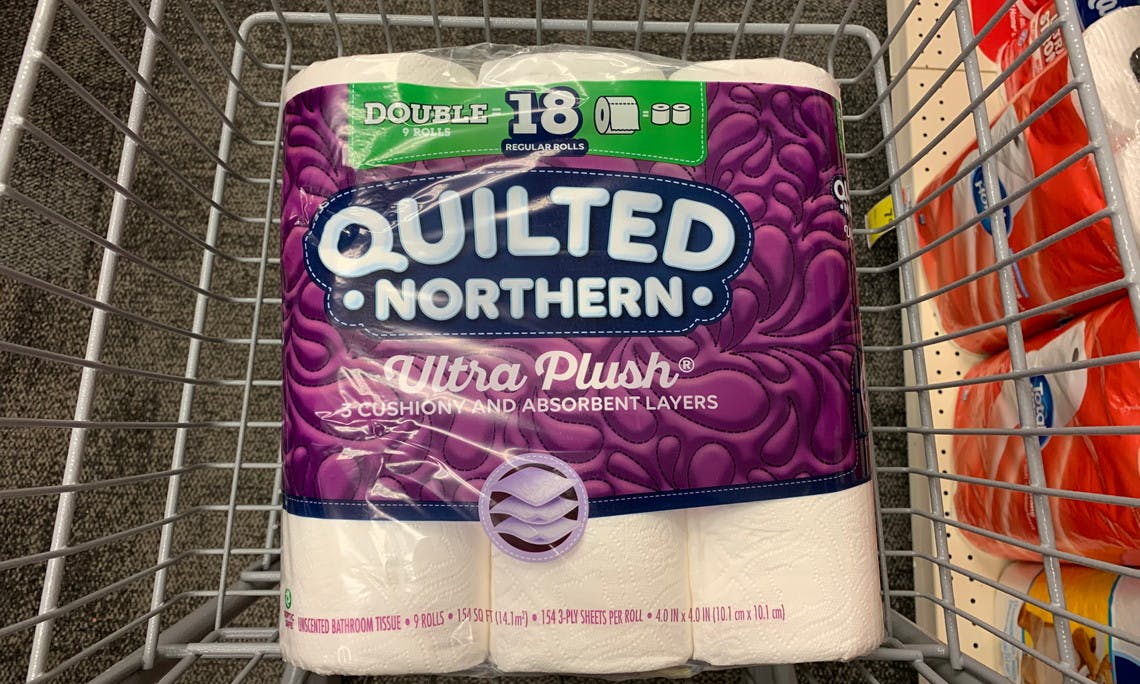 DOUBLE = 18
9 ROLLS
REGULAR ROLLS
=
QUILTED
NORTHERN
Ultra Plush®
3 CUSHIONY AND ABSORBENT LAYERS
UNSCENTED BATHROOM TISSUE • 9 ROLLS • 154 SQ FT (14.1m²) • 154 3-PLY SHEETS PER ROLL • 4.0 IN x 4.0 IN (10.1 cm x 10.1 cm)